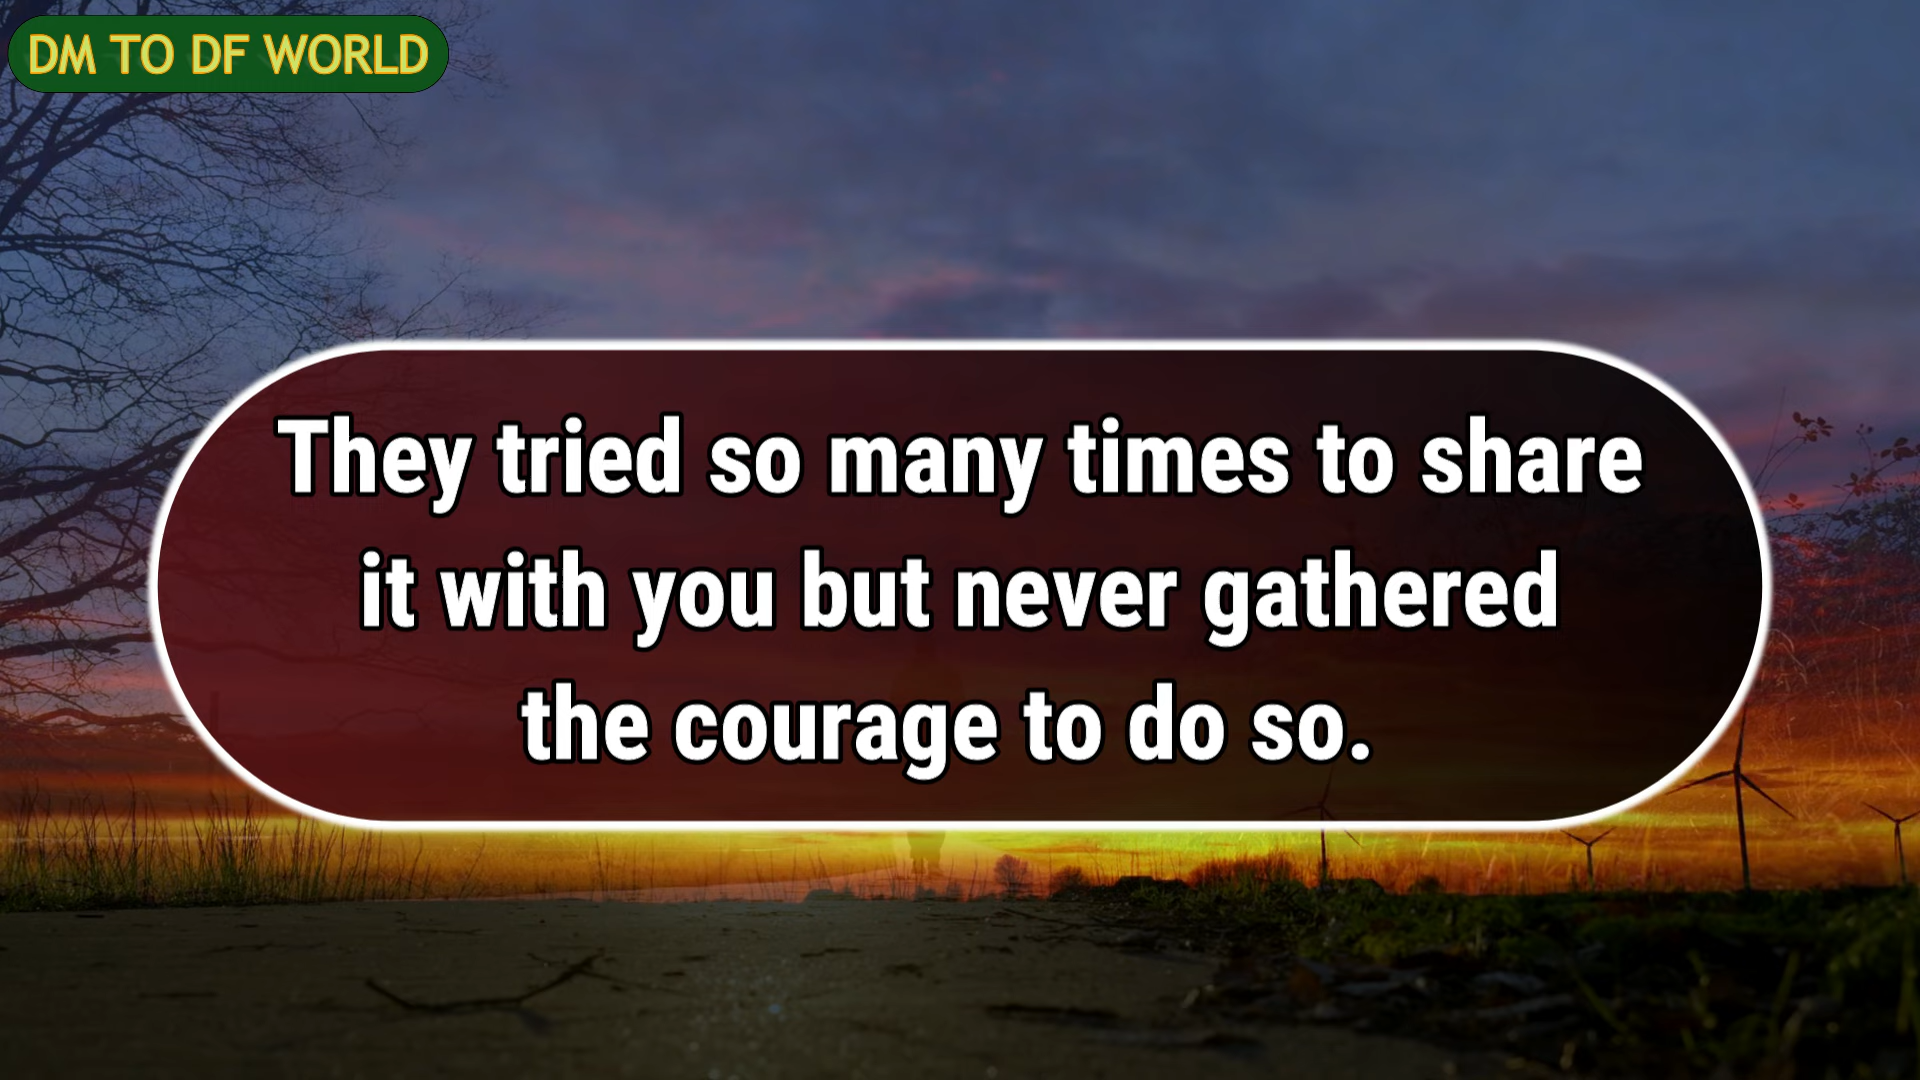 DM TO DF WORLD
They tried so many times to share
it with you but never gathered
the courage to do so.